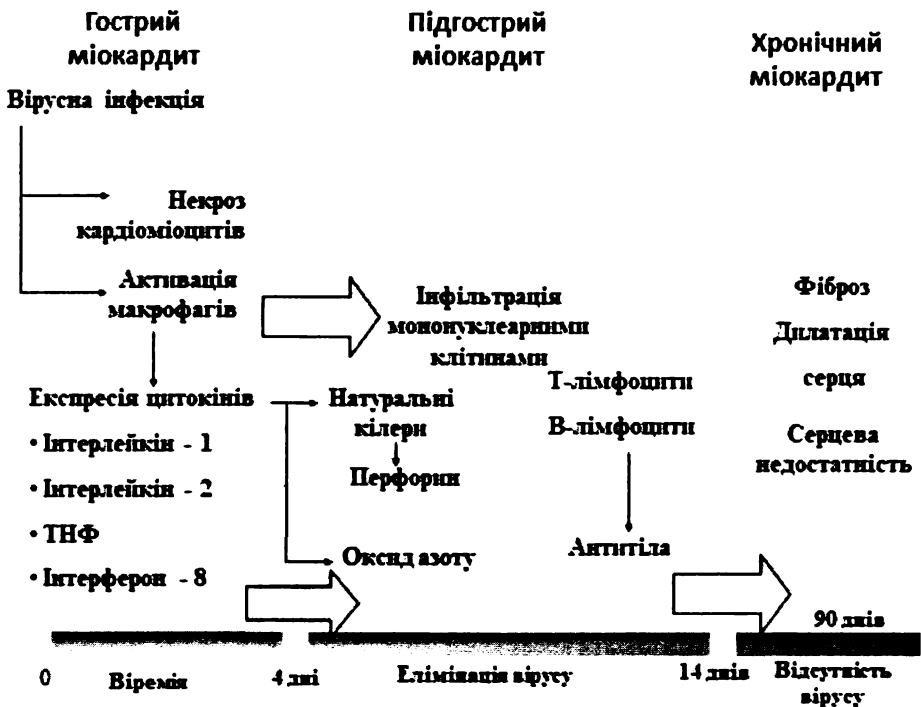 Гострий
міокардит
Підгострий
міокардит
Хронічний
міокардит
Вірусна інфекція
Некроз
кардіоміоцитів
Активація
макрофагів
Інфільтрація
мононуклеарними
клітинами
Фіброз
Дилатація
серця
Серцева
недостатність
Експресія цитокінів
• Інтерлейкін - 1
• Інтерлейкін - 2
• ТНФ
• Інтерферон - 8
Натуральні
кілери
Перфорин
Оксид азоту
Т-лімфоцити
В-лімфоцити
Антитіла
90 днів
0
Віремія
4 дні
Елімінація вірусу
14 днів
Відсутність
вірусу